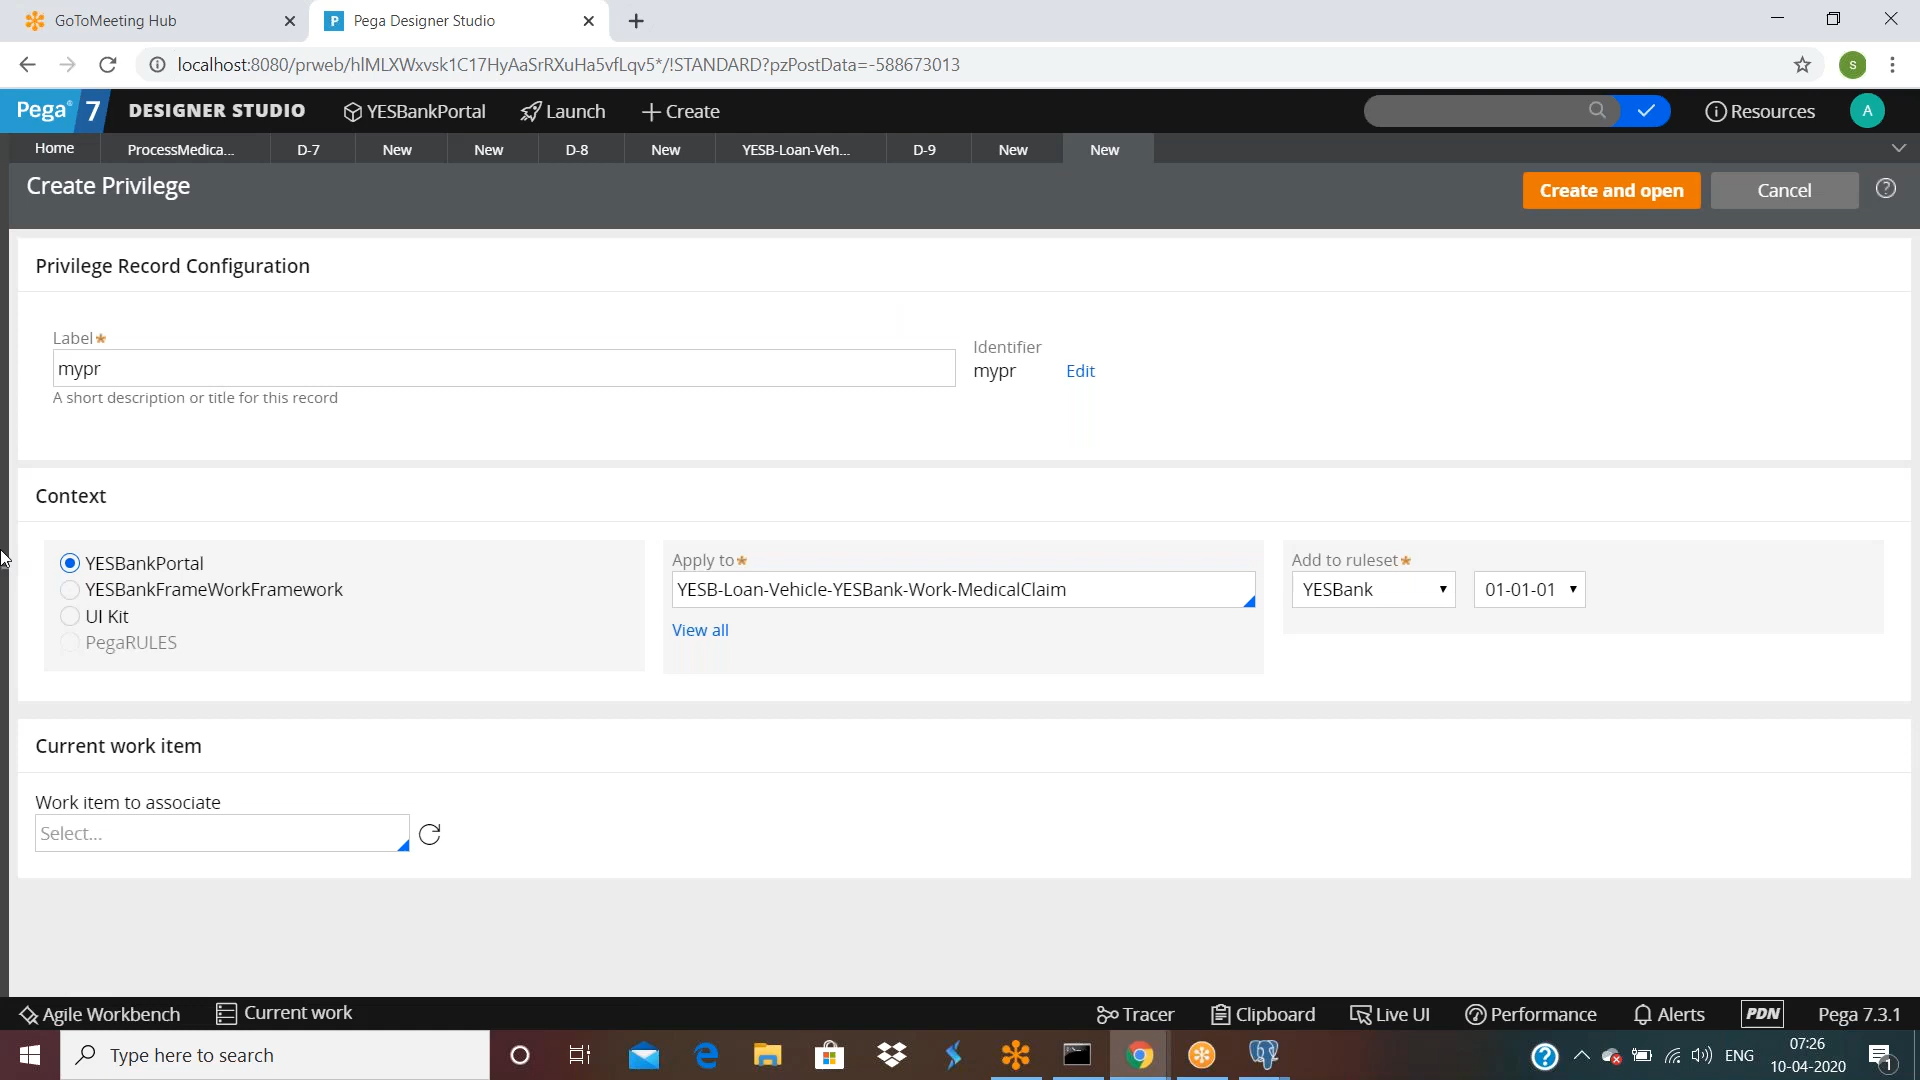 GoToMeeting Hub
P Pega Designer Studio
localhost:8080/prweb/hlMLXWxvsk1C17HyAaSrRXuHa5vfLqv5*/!STANDARD?pzPostData=-588673013
s
Pega 7 DESIGNER STUDIO YESBankPortal Launch Create Resources A
Home ProcessMedica... D-7 New New D-8 New YESB-Loan-Veh... D-9 New New
Create Privilege
Create and open Cancel
Privilege Record Configuration
Label*
mypr
A short description or title for this record
Identifier
mypr Edit
Context
YESBankPortal
YESBankFrameWorkFramework
UI Kit
PegaRULES
Apply to*
YESB-Loan-Vehicle-YESBank-Work-MedicalClaim
View all
Add to ruleset*
YESBank 01-01-01
Current work item
Work item to associate
Select...
Agile Workbench Current work Tracer Clipboard Live UI Performance Alerts PDN Pega 7.3.1
Type here to search
ENG
07:26
10-04-2020
1